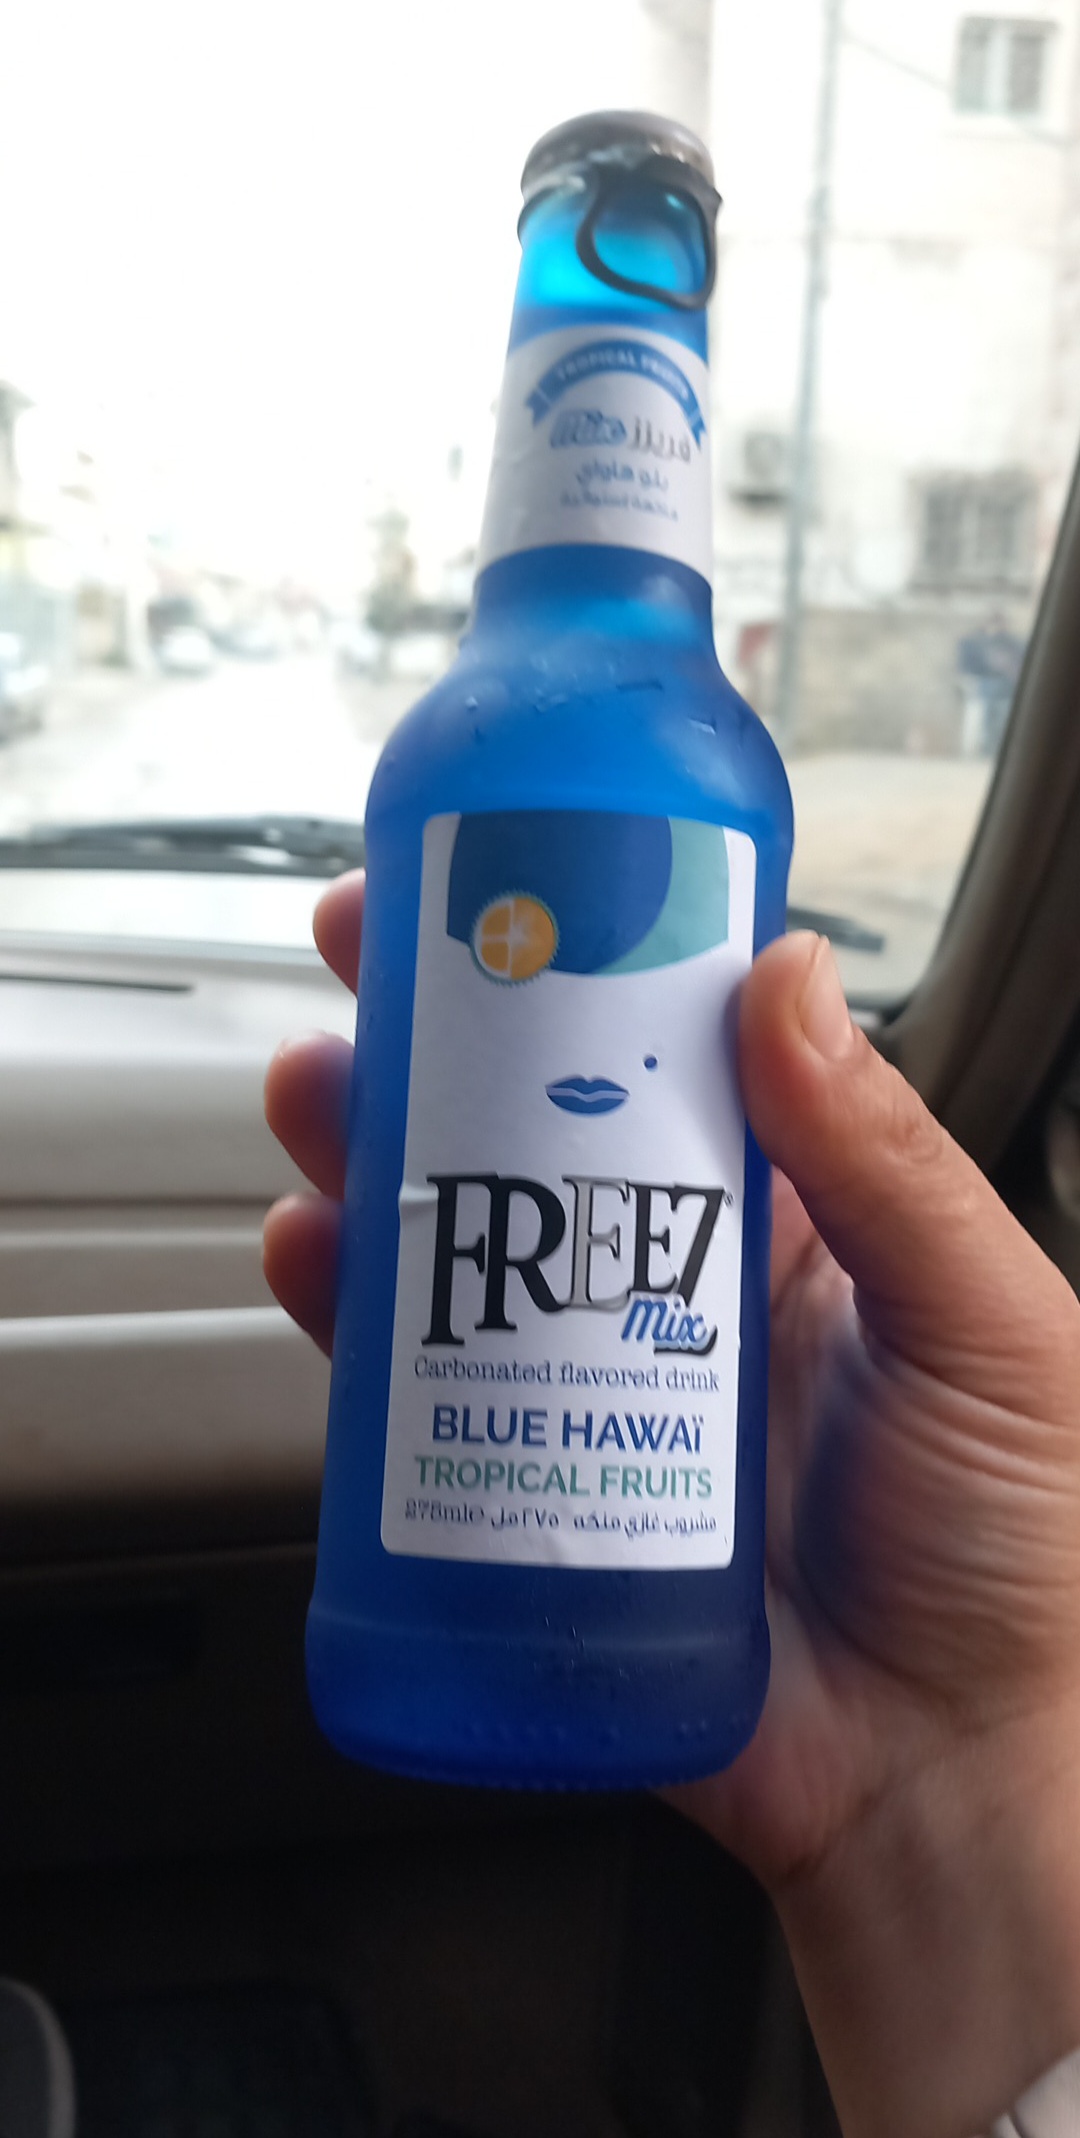 TROPICAL FRUITS
Mix فريز
بلو هاواي
FREEZ
Mix
Carbonated flavored drink
BLUE HAWAÏ
TROPICAL FRUITS
275ml℮ ٢٧٥مل مشروب غازي منكه